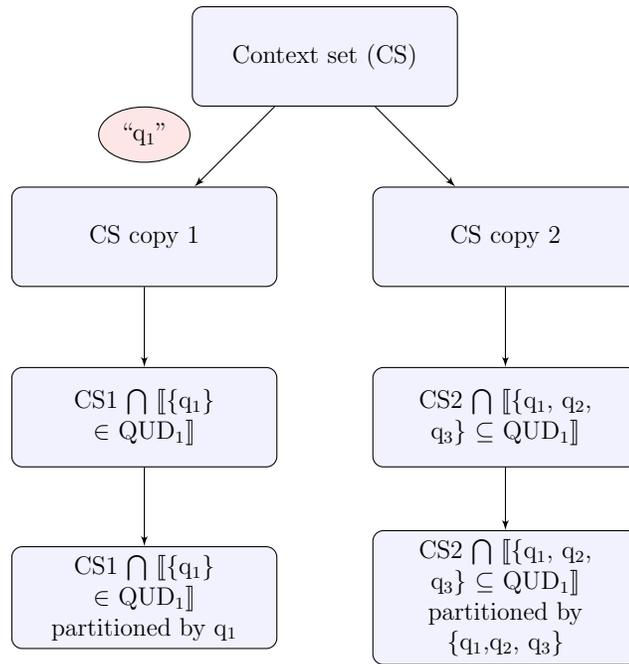 Context set (CS)
“q₁”
CS copy 1
CS copy 2
CS1 ⋂ ⟦{q₁}
∈ QUD₁⟧
CS2 ⋂ ⟦{q₁, q₂,
q₃} ⊆ QUD₁⟧
CS1 ⋂ ⟦{q₁}
∈ QUD₁⟧
partitioned by q₁
CS2 ⋂ ⟦{q₁, q₂,
q₃} ⊆ QUD₁⟧
partitioned by
{q₁,q₂, q₃}